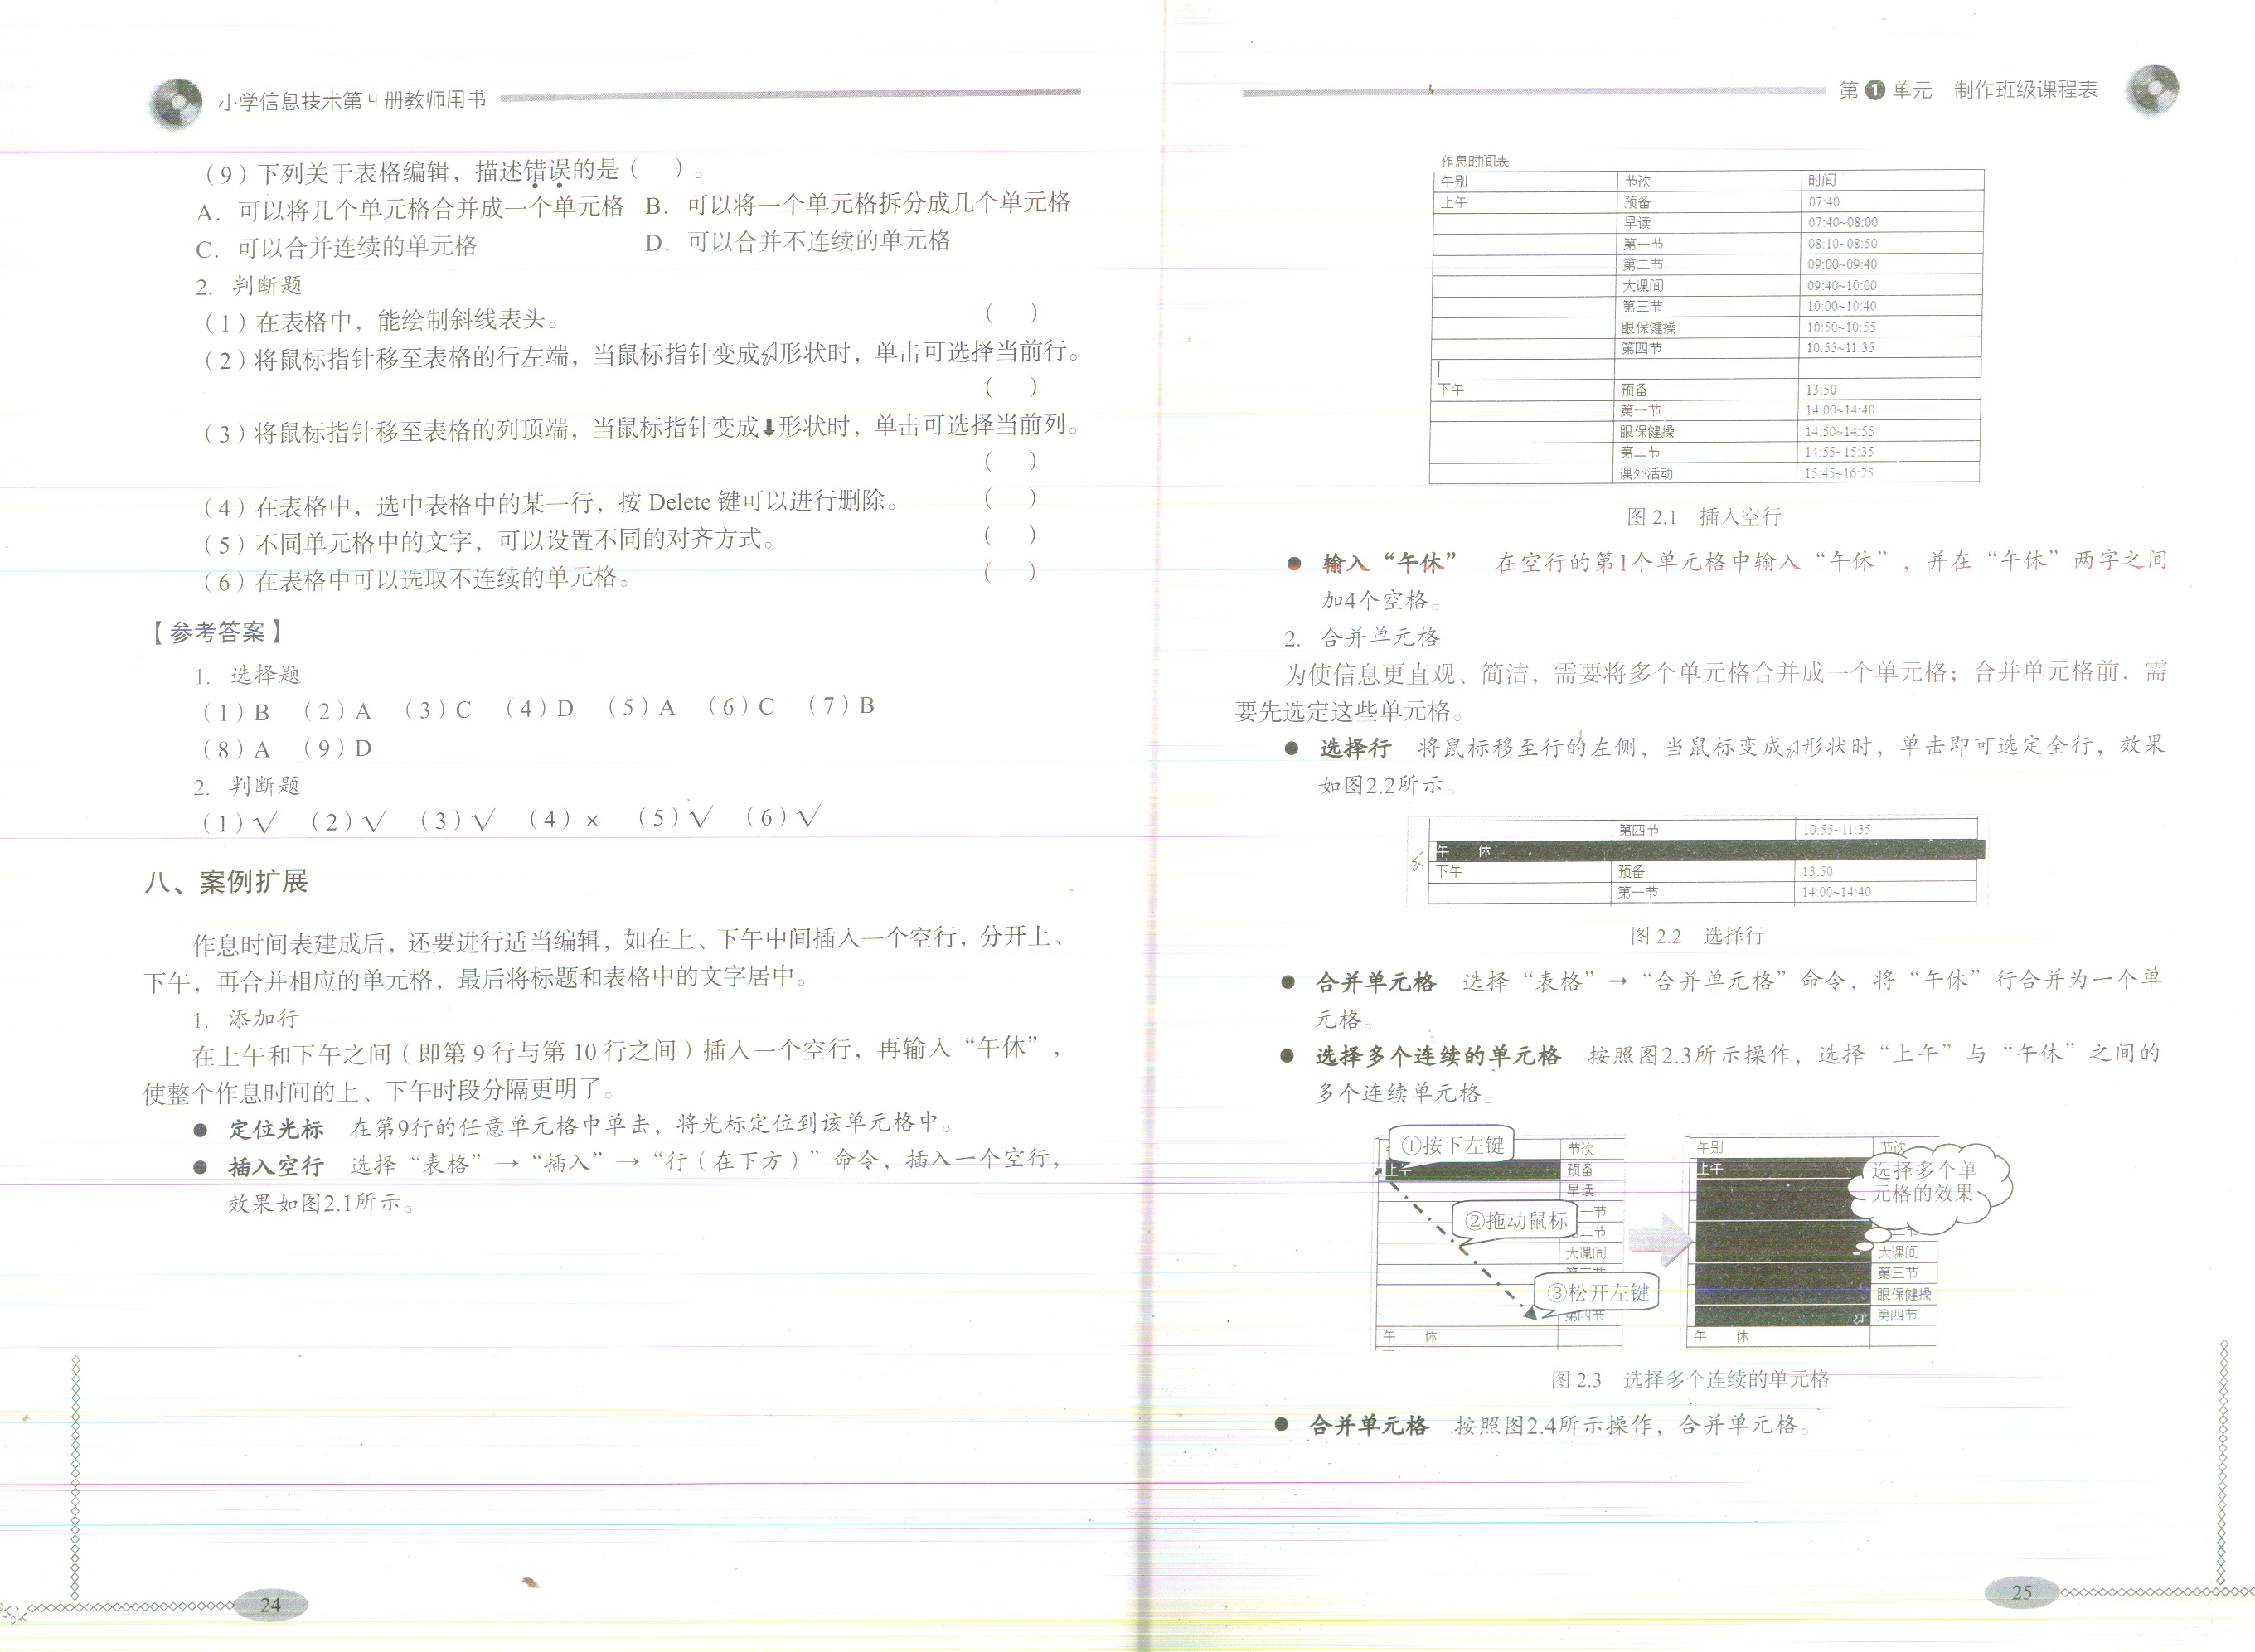 小学信息技术第4册教师用书
（9）下列关于表格编辑，描述错误的是（　）。
A. 可以将几个单元格合并成一个单元格 B. 可以将一个单元格拆分成几个单元格
C. 可以合并连续的单元格 D. 可以合并不连续的单元格
2. 判断题
（1）在表格中，能绘制斜线表头。（　）
（2）将鼠标指针移至表格的行左端，当鼠标指针变成形状时，单击可选择当前行。
（　）
（3）将鼠标指针移至表格的列顶端，当鼠标指针变成⬇形状时，单击可选择当前列。
（　）
（4）在表格中，选中表格中的某一行，按 Delete 键可以进行删除。（　）
（5）不同单元格中的文字，可以设置不同的对齐方式。（　）
（6）在表格中可以选取不连续的单元格。（　）
【参考答案】
1. 选择题
（1）B （2）A （3）C （4）D （5）A （6）C （7）B
（8）A （9）D
2. 判断题
（1）√ （2）√ （3）√ （4）× （5）√ （6）√
八、案例扩展
作息时间表建成后，还要进行适当编辑，如在上、下午中间插入一个空行，分开上、
下午，再合并相应的单元格，最后将标题和表格中的文字居中。
1. 添加行
在上午和下午之间（即第 9 行与第 10 行之间）插入一个空行，再输入“午休”，
使整个作息时间的上、下午时段分隔更明了。
● 定位光标 在第9行的任意单元格中单击，将光标定位到该单元格中。
● 插入空行 选择“表格”→“插入”→“行（在下方）”命令，插入一个空行，
效果如图2.1所示。
24
第1单元 制作班级课程表
作息时间表
午别 节次 时间
上午 预备 07:40
早读 07:40~08:00
第一节 08:10~08:50
第二节 09:00~09:40
大课间 09:40~10:00
第三节 10:00~10:40
眼保健操 10:50~10:55
第四节 10:55~11:35
下午 预备 13:50
第一节 14:00~14:40
眼保健操 14:50~14:55
第二节 14:55~15:35
课外活动 15:45~16:25
图 2.1 插入空行
● 输入“午休” 在空行的第1个单元格中输入“午休”，并在“午休”两字之间
加4个空格。
2. 合并单元格
为使信息更直观、简洁，需要将多个单元格合并成一个单元格；合并单元格前，需
要先选定这些单元格。
● 选择行 将鼠标移至行的左侧，当鼠标变成形状时，单击即可选定全行，效果
如图2.2所示。
第四节 10:55~11:35
午 休
下午 预备 13:50
第一节 14:00~14:40
图 2.2 选择行
● 合并单元格 选择“表格”→“合并单元格”命令，将“午休”行合并为一个单
元格。
● 选择多个连续的单元格 按照图2.3所示操作，选择“上午”与“午休”之间的
多个连续单元格。
①按下左键 节次
上午 预备
早读
一节
②拖动鼠标 二节
大课间
③松开左键
第四节
午 休
午别 节次
上午 选择多个单
元格的效果
二节
大课间
第三节
眼保健操
第四节
午 休
图 2.3 选择多个连续的单元格
● 合并单元格 按照图2.4所示操作，合并单元格。
25